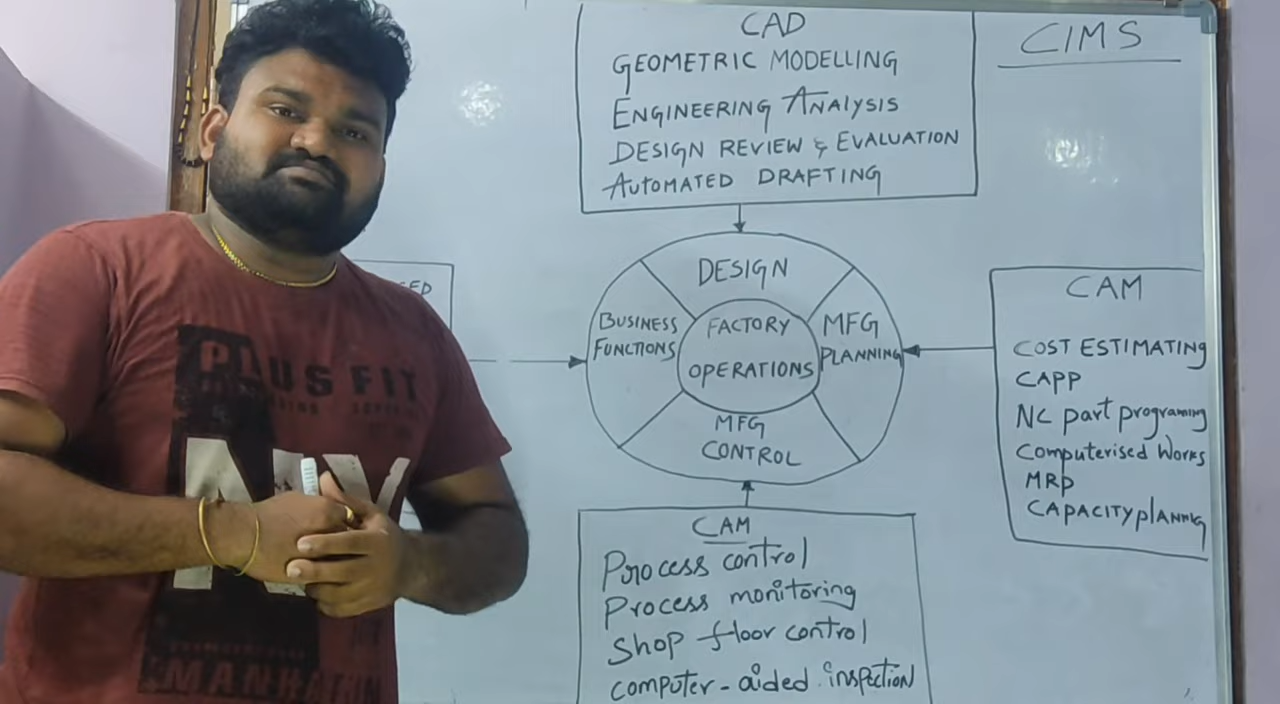 CIMS
CAD
GEOMETRIC MODELLING
ENGINEERING ANALYSIS
DESIGN REVIEW & EVALUATION
AUTOMATED DRAFTING
DESIGN
BUSINESS
FUNCTIONS
FACTORY
OPERATIONS
MFG
PLANNING
MFG
CONTROL
CAM
COST ESTIMATING
CAPP
NC part programing
Computerised Works
MRP
CAPACITY planning
CAM
Process control
Process monitoring
Shop floor control
computer-aided inspection
PLUS FIT
NY